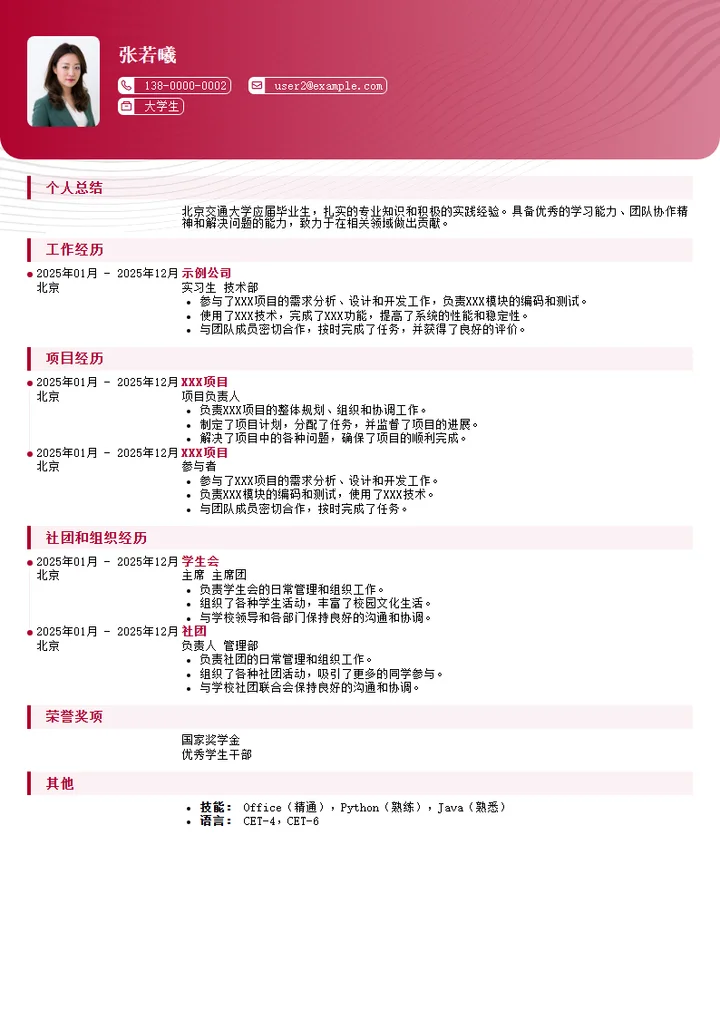 张若曦
138-0000-0002
user2@example.com
大学生
个人总结
北京交通大学应届毕业生，扎实的专业知识和积极的实践经验。具备优秀的学习能力、团队协作精
神和解决问题的能力，致力于在相关领域做出贡献。
工作经历
2025年01月 - 2025年12月 示例公司
北京 实习生 技术部
• 参与了XXX项目的需求分析、设计和开发工作，负责XXX模块的编码和测试。
• 使用了XXX技术，完成了XXX功能，提高了系统的性能和稳定性。
• 与团队成员密切合作，按时完成了任务，并获得了良好的评价。
项目经历
2025年01月 - 2025年12月 XXX项目
北京 项目负责人
• 负责XXX项目的整体规划、组织和协调工作。
• 制定了项目计划，分配了任务，并监督了项目的进展。
• 解决了项目中的各种问题，确保了项目的顺利完成。
2025年01月 - 2025年12月 XXX项目
北京 参与者
• 参与了XXX项目的需求分析、设计和开发工作。
• 负责XXX模块的编码和测试，使用了XXX技术。
• 与团队成员密切合作，按时完成了任务。
社团和组织经历
2025年01月 - 2025年12月 学生会
北京 主席 主席团
• 负责学生会的日常管理和组织工作。
• 组织了各种学生活动，丰富了校园文化生活。
• 与学校领导和各部门保持良好的沟通和协调。
2025年01月 - 2025年12月 社团
北京 负责人 管理部
• 负责社团的日常管理和组织工作。
• 组织了各种社团活动，吸引了更多的同学参与。
• 与学校社团联合会保持良好的沟通和协调。
荣誉奖项
国家奖学金
优秀学生干部
其他
• 技能： Office（精通），Python（熟练），Java（熟悉）
• 语言： CET-4，CET-6